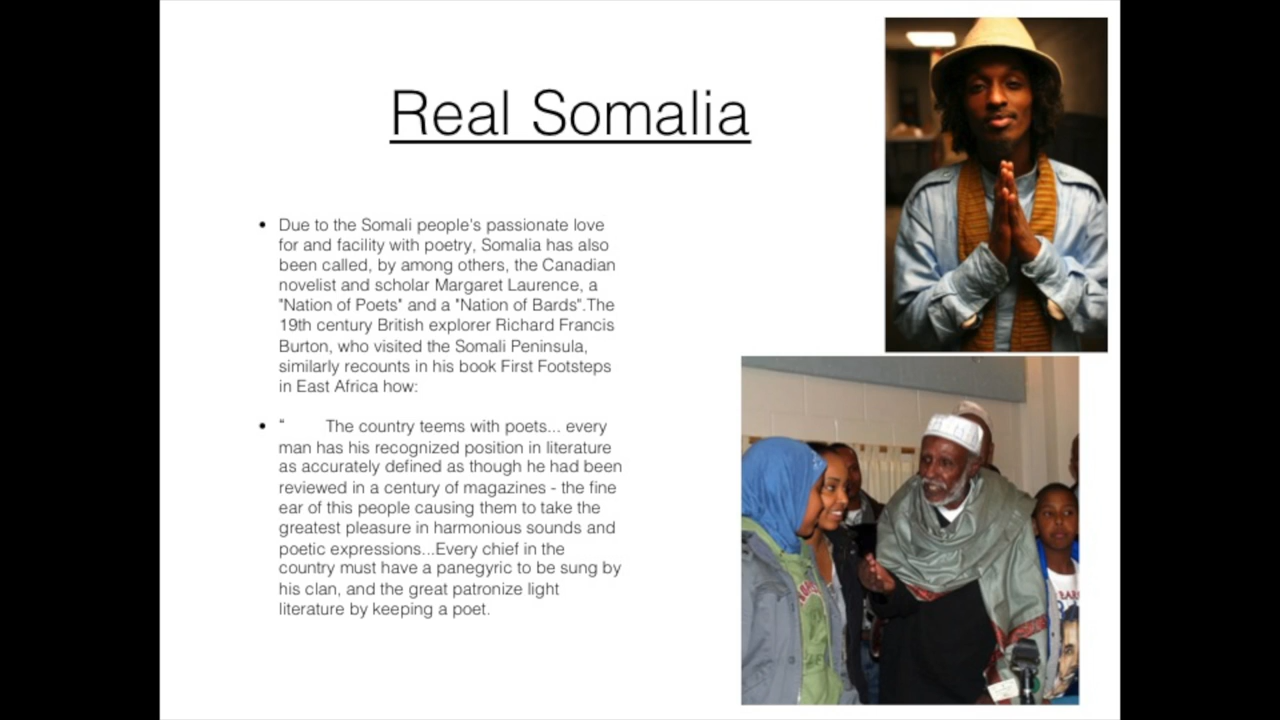 Real Somalia
• Due to the Somali people's passionate love
for and facility with poetry, Somalia has also
been called, by among others, the Canadian
novelist and scholar Margaret Laurence, a
"Nation of Poets" and a "Nation of Bards".The
19th century British explorer Richard Francis
Burton, who visited the Somali Peninsula,
similarly recounts in his book First Footsteps
in East Africa how:
• “ The country teems with poets... every
man has his recognized position in literature
as accurately defined as though he had been
reviewed in a century of magazines - the fine
ear of this people causing them to take the
greatest pleasure in harmonious sounds and
poetic expressions...Every chief in the
country must have a panegyric to be sung by
his clan, and the great patronize light
literature by keeping a poet.